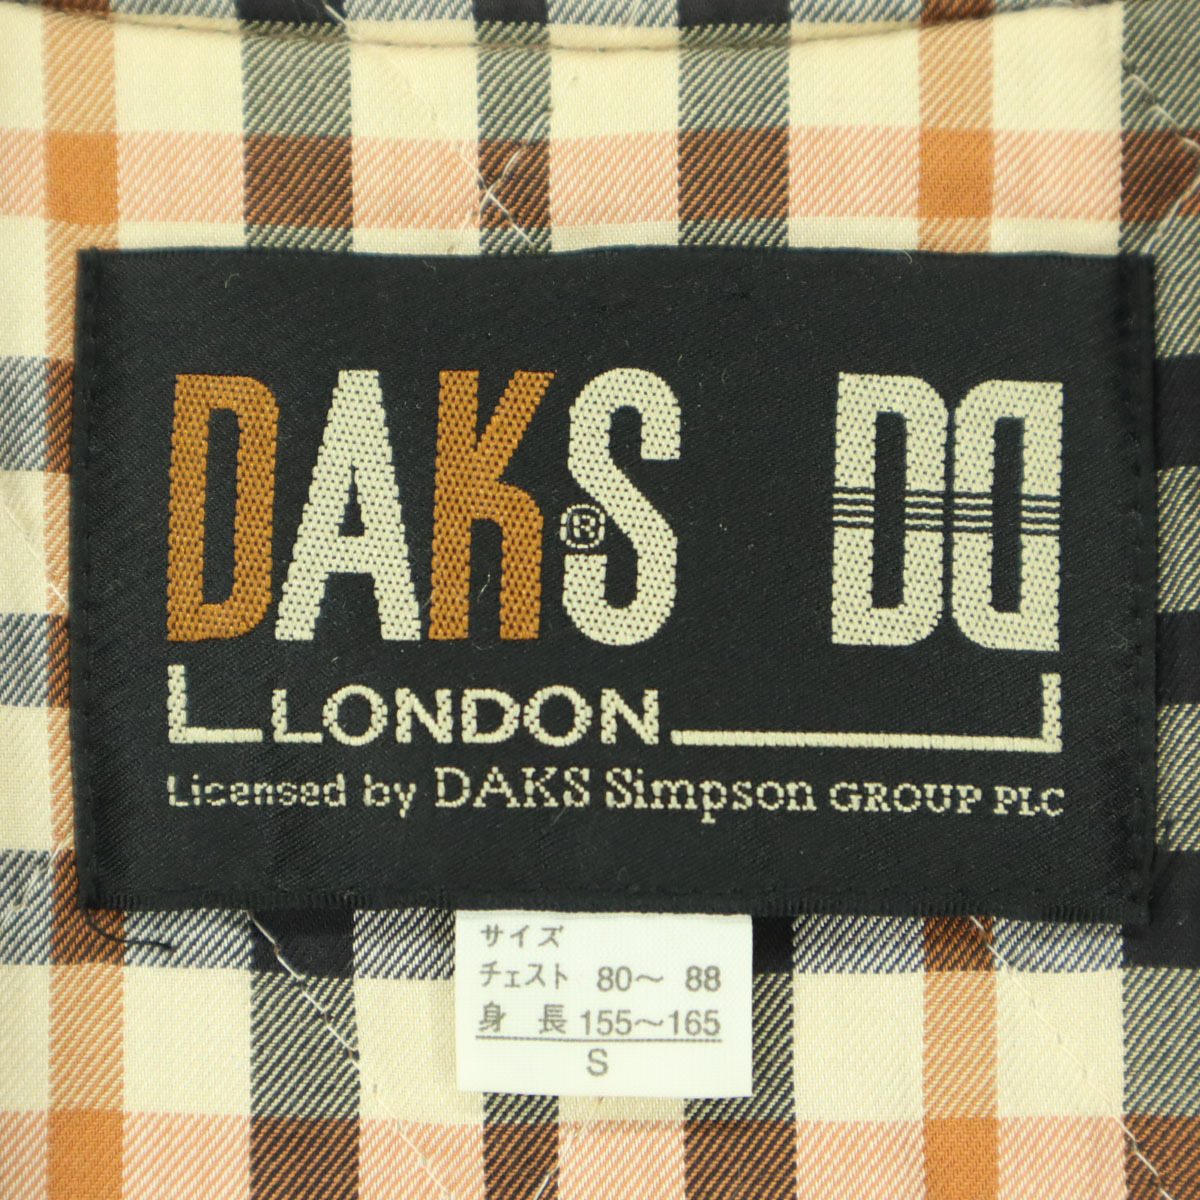 DAKS® DD
LONDON
Licensed by DAKS Simpson GROUP PLC
サイズ
チェスト 80〜 88
身 長 155〜165
S